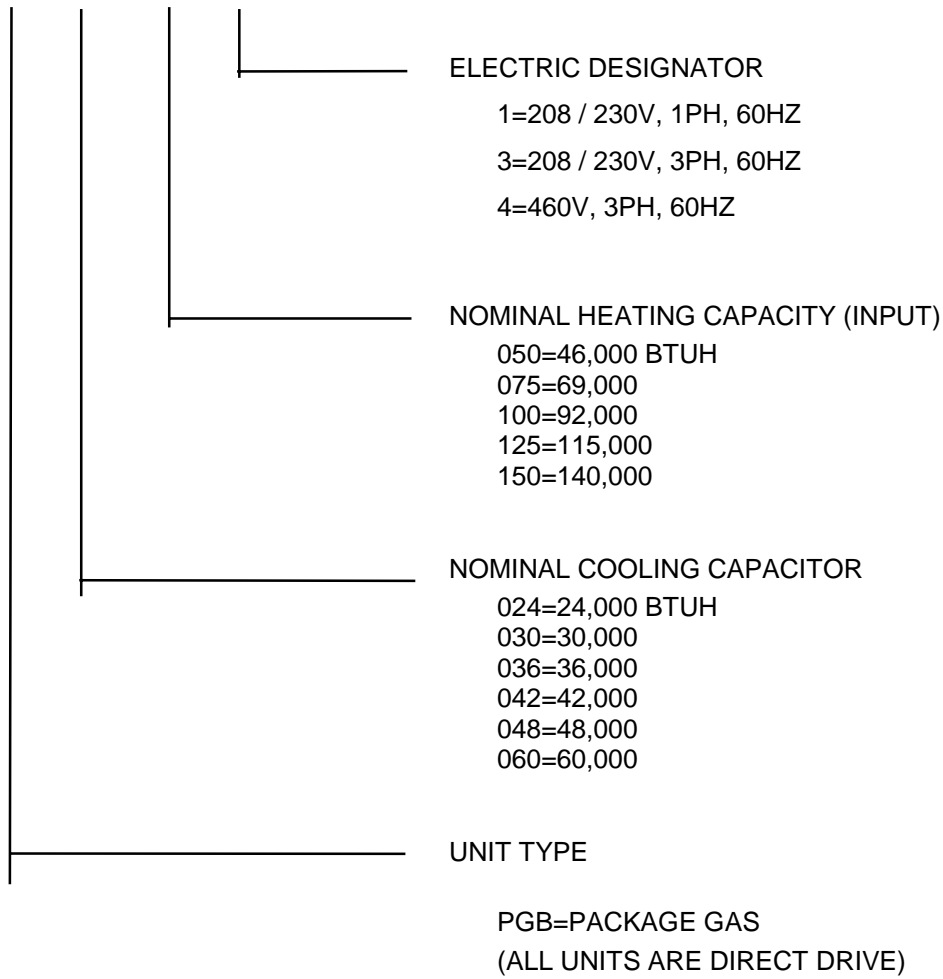 ELECTRIC DESIGNATOR
1=208 / 230V, 1PH, 60HZ
3=208 / 230V, 3PH, 60HZ
4=460V, 3PH, 60HZ
NOMINAL HEATING CAPACITY (INPUT)
050=46,000 BTUH
075=69,000
100=92,000
125=115,000
150=140,000
NOMINAL COOLING CAPACITOR
024=24,000 BTUH
030=30,000
036=36,000
042=42,000
048=48,000
060=60,000
UNIT TYPE
PGB=PACKAGE GAS
(ALL UNITS ARE DIRECT DRIVE)